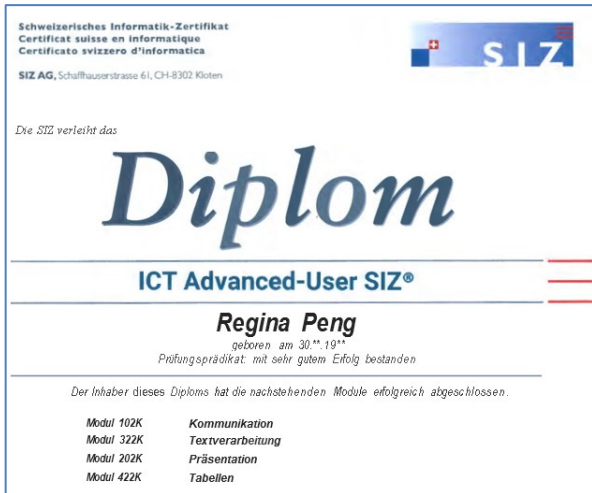 Schweizerisches Informatik-Zertifikat
Certificat suisse en informatique
Certificato svizzero d'informatica
SIZ AG, Schaffhauserstrasse 61, CH-8302 Kloten
SIZ
Die SIZ verleiht das
Diplom
ICT Advanced-User SIZ®
Regina Peng
geboren am 30.**.19**
Prüfungsprädikat: mit sehr gutem Erfolg bestanden
Der Inhaber dieses Diploms hat die nachstehenden Module erfolgreich abgeschlossen.
Modul 102K Kommunikation
Modul 322K Textverarbeitung
Modul 202K Präsentation
Modul 422K Tabellen